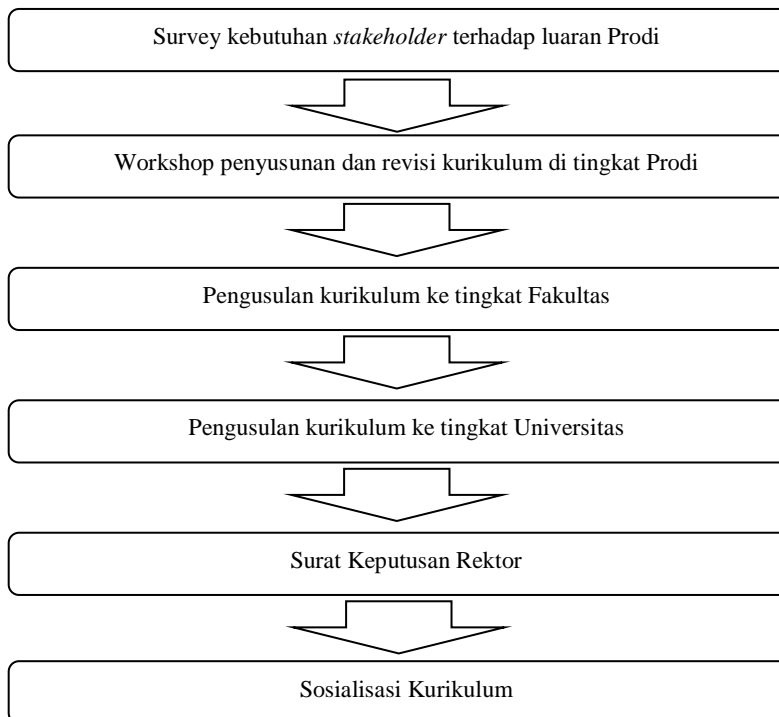 Survey kebutuhan stakeholder terhadap luaran Prodi
Workshop penyusunan dan revisi kurikulum di tingkat Prodi
Pengusulan kurikulum ke tingkat Fakultas
Pengusulan kurikulum ke tingkat Universitas
Surat Keputusan Rektor
Sosialisasi Kurikulum